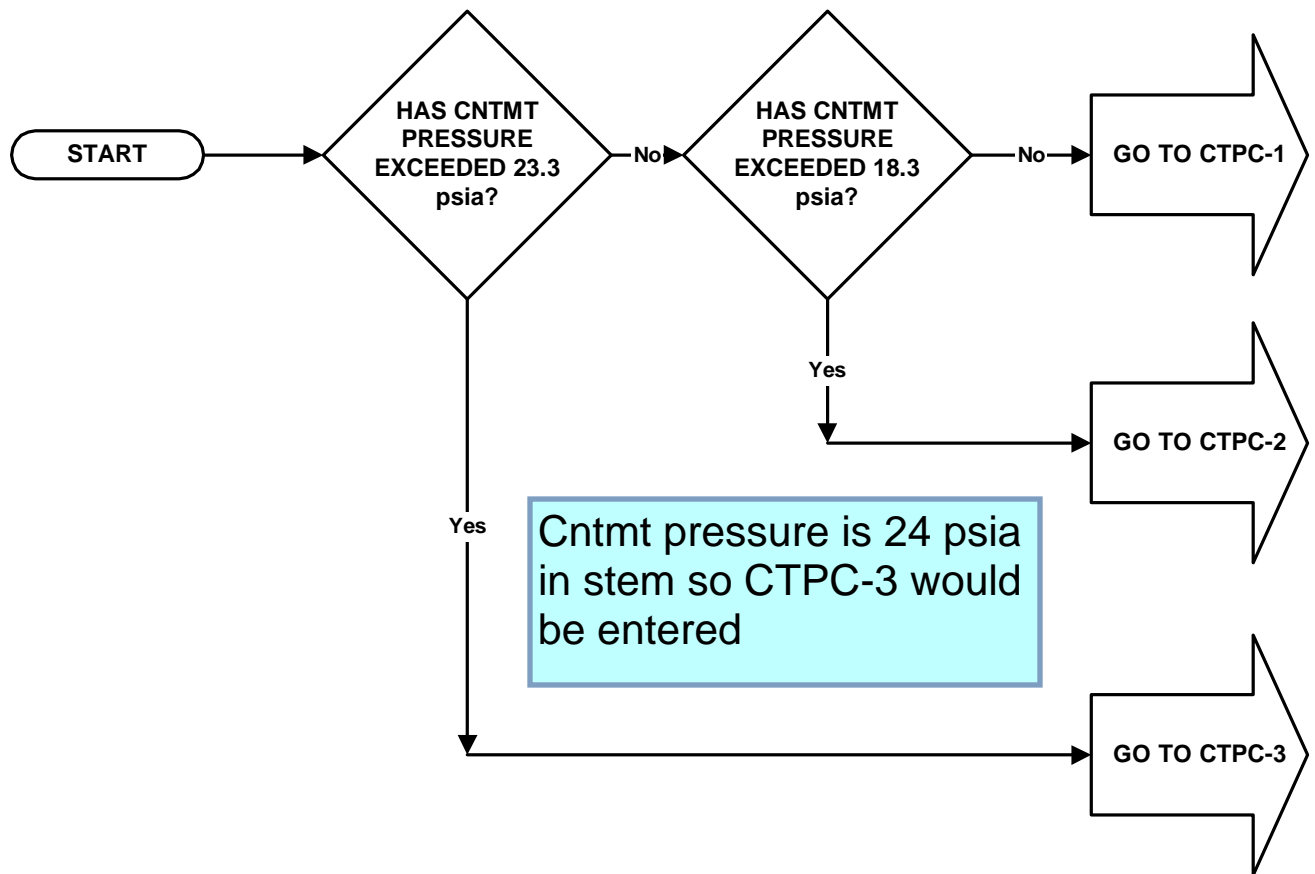 START
HAS CNTMT
PRESSURE
EXCEEDED 23.3
psia?
No
HAS CNTMT
PRESSURE
EXCEEDED 18.3
psia?
No
GO TO CTPC-1
Yes
GO TO CTPC-2
Yes
Cntmt pressure is 24 psia
in stem so CTPC-3 would
be entered
GO TO CTPC-3